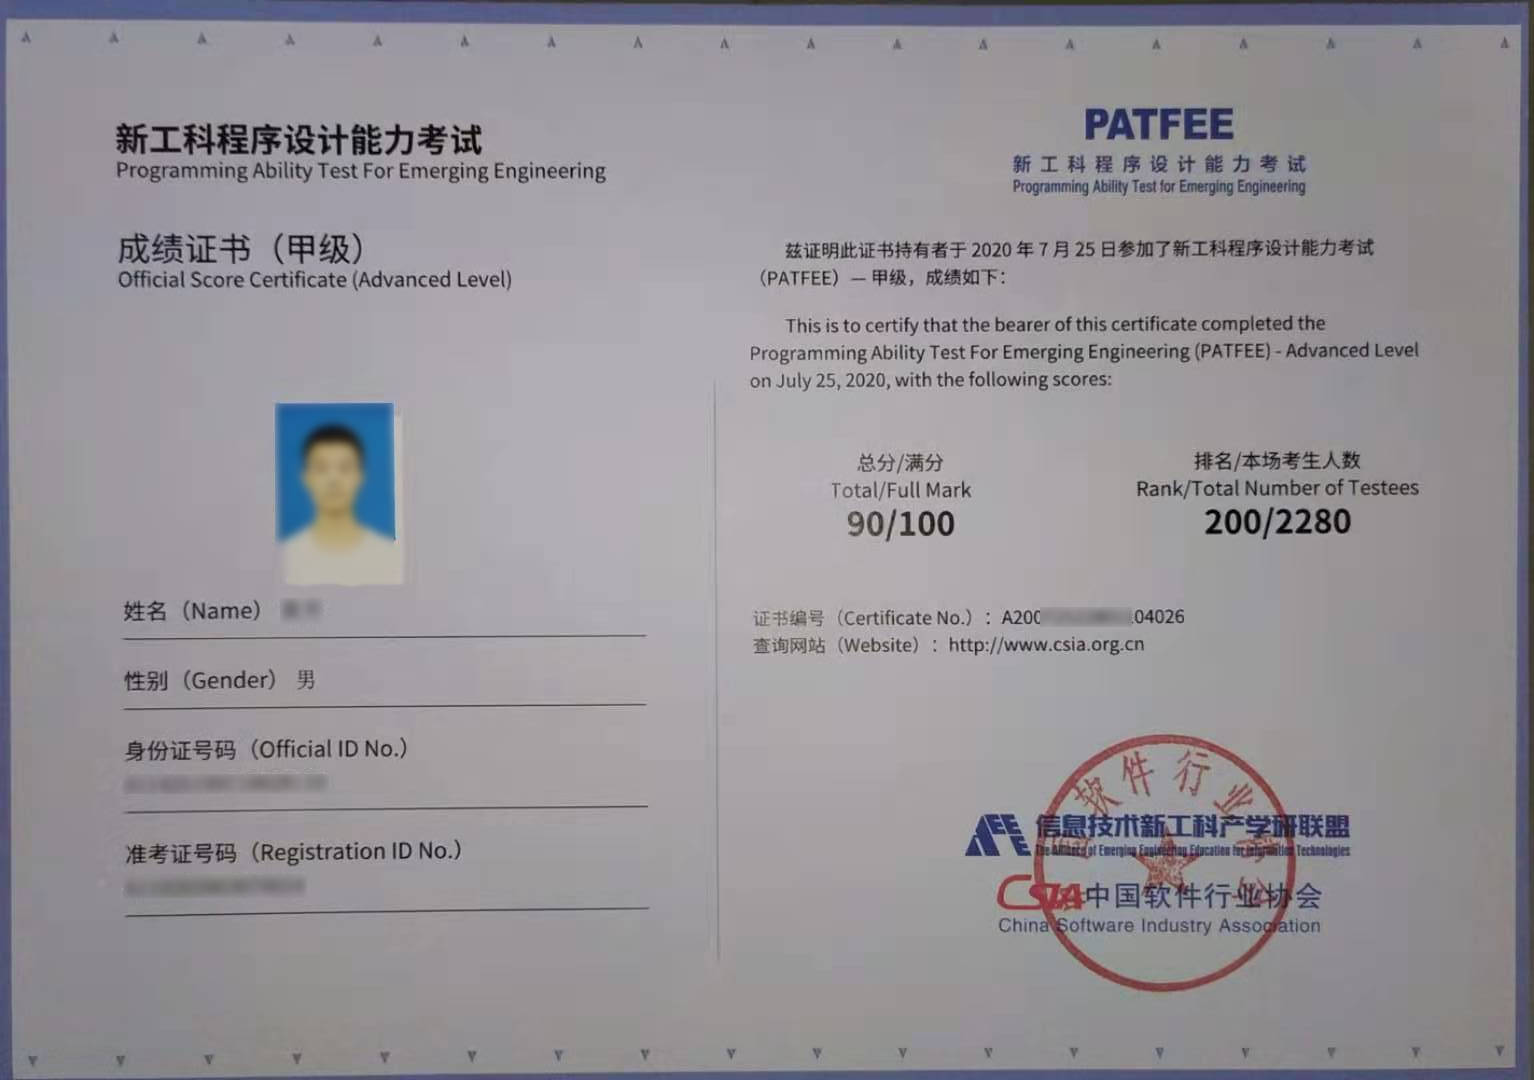 新工科程序设计能力考试
Programming Ability Test For Emerging Engineering
成绩证书（甲级）
Official Score Certificate (Advanced Level)
姓名（Name）
性别（Gender） 男
身份证号码（Official ID No.）
准考证号码（Registration ID No.）
PATFEE
新工科程序设计能力考试
Programming Ability Test for Emerging Engineering
兹证明此证书持有者于 2020 年 7 月 25 日参加了新工科程序设计能力考试
（PATFEE）— 甲级，成绩如下：
This is to certify that the bearer of this certificate completed the
Programming Ability Test For Emerging Engineering (PATFEE) - Advanced Level
on July 25, 2020, with the following scores:
总分/满分
Total/Full Mark
90/100
排名/本场考生人数
Rank/Total Number of Testees
200/2280
证书编号（Certificate No.）：A200 04026
查询网站（Website）：http://www.csia.org.cn
软件行业协会
AEEE 信息技术新工科产学研联盟
The Alliance of Emerging Engineering Education for Information Technologies
CSIA 中国软件行业协会
China Software Industry Association